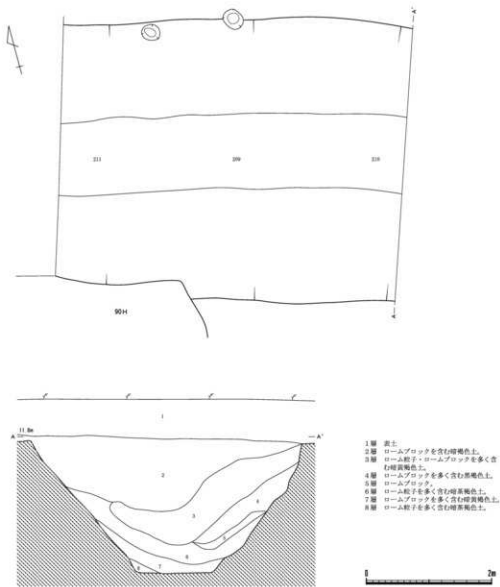 A'
211
209
218
90H
A
1
11.8m
A
A'
2
3
4
5
6
7
8
1層 表土
2層 ロームブロックを含む暗褐色土。
3層 ローム粒子・ロームブロックを多く含
む暗黄褐色土。
4層 ロームブロックを多く含む黒褐色土。
5層 ロームブロック。
6層 ローム粒子を多く含む暗茶褐色土。
7層 ロームブロックを多く含む暗黄褐色土。
8層 ローム粒子を多く含む暗茶褐色土。
0
2m